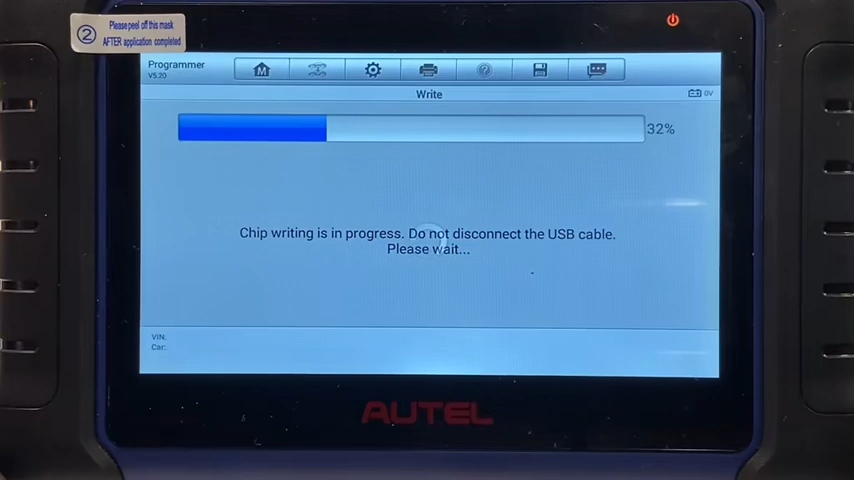 2
Please peel off this mask
AFTER application completed
Programmer
V5.20
M
?
Write
0V
32%
Chip writing is in progress. Do not disconnect the USB cable.
Please wait...
VIN:
Car:
AUTEL